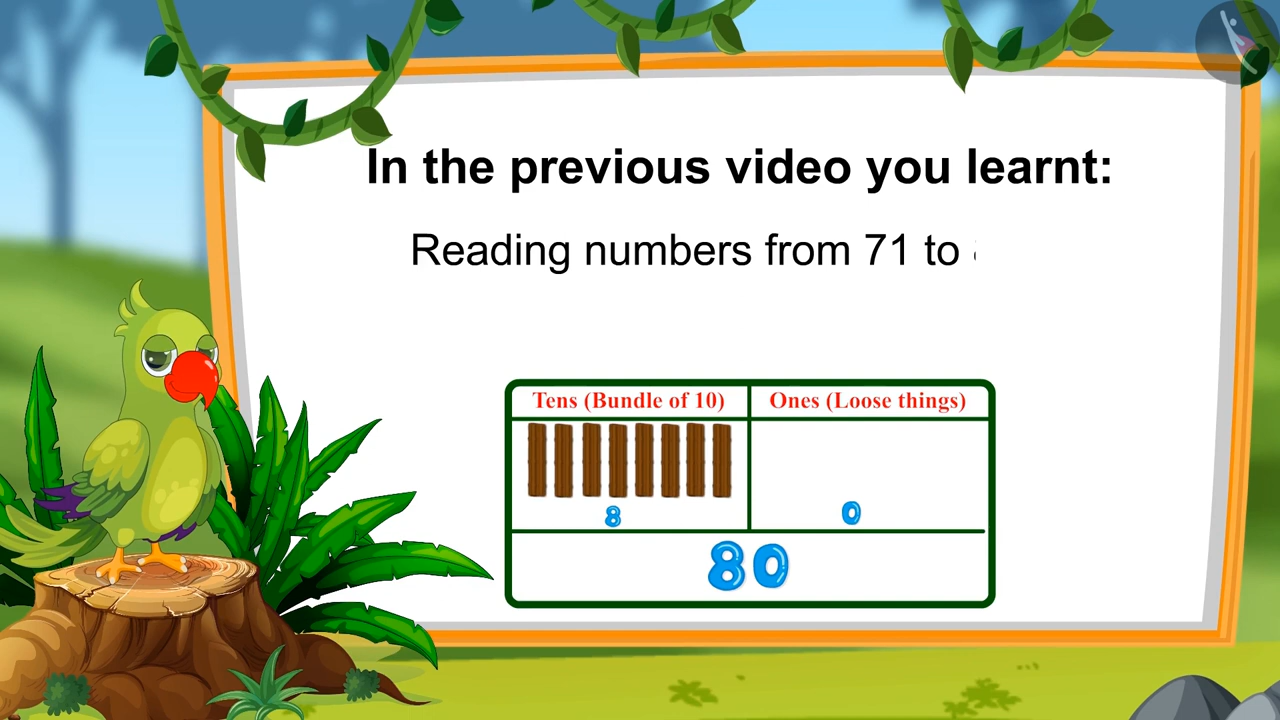 In the previous video you learnt:
Reading numbers from 71 to
Tens (Bundle of 10) Ones (Loose things)
8 0
80